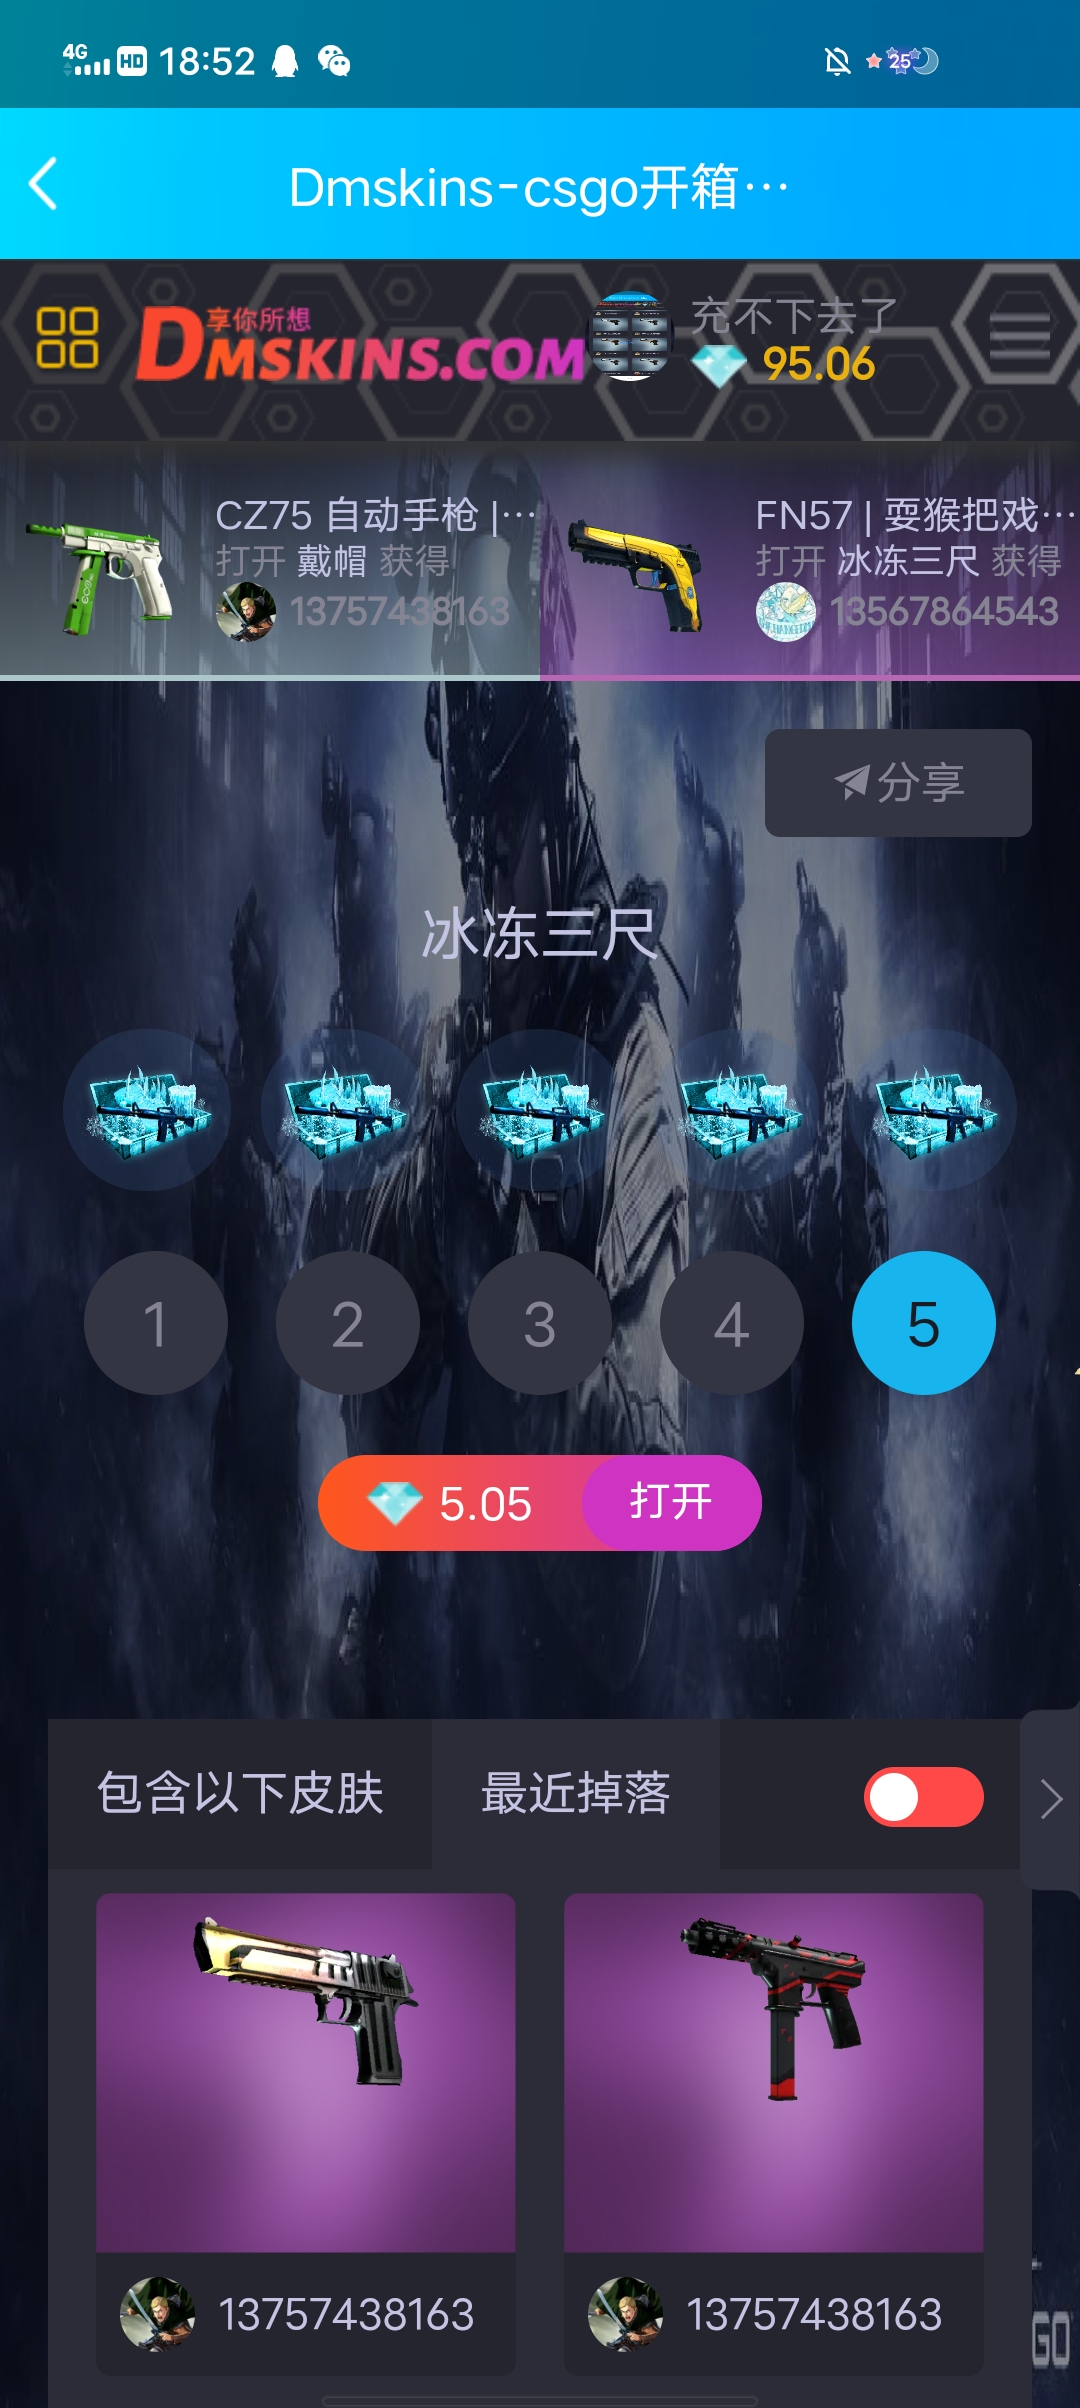 4G HD 18:52 25
Dmskins-csgo开箱…
享你所想
DMSKINS.COM
充不下去了
95.06
CZ75 自动手枪 |…
打开 戴帽 获得
13757438163
FN57 | 耍猴把戏…
打开 冰冻三尺 获得
13567864543
分享
冰冻三尺
1 2 3 4 5
5.05 打开
包含以下皮肤 最近掉落
13757438163 13757438163
GO